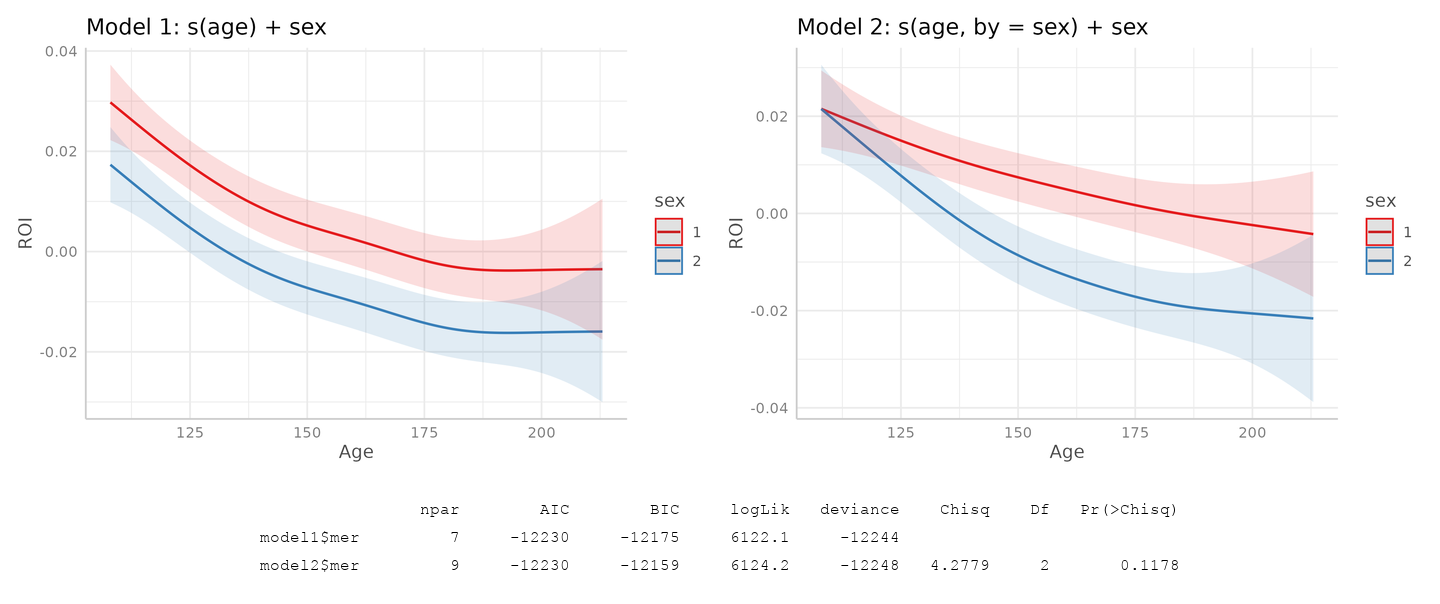 Model 1: s(age) + sex
0.04
0.02
0.00
-0.02
125 150 175 200
Age
ROI
sex
1
2
Model 2: s(age, by = sex) + sex
0.02
0.00
-0.02
-0.04
125 150 175 200
Age
ROI
sex
1
2
npar AIC BIC logLik deviance Chisq Df Pr(>Chisq)
model1$mer 7 -12230 -12175 6122.1 -12244
model2$mer 9 -12230 -12159 6124.2 -12248 4.2779 2 0.1178